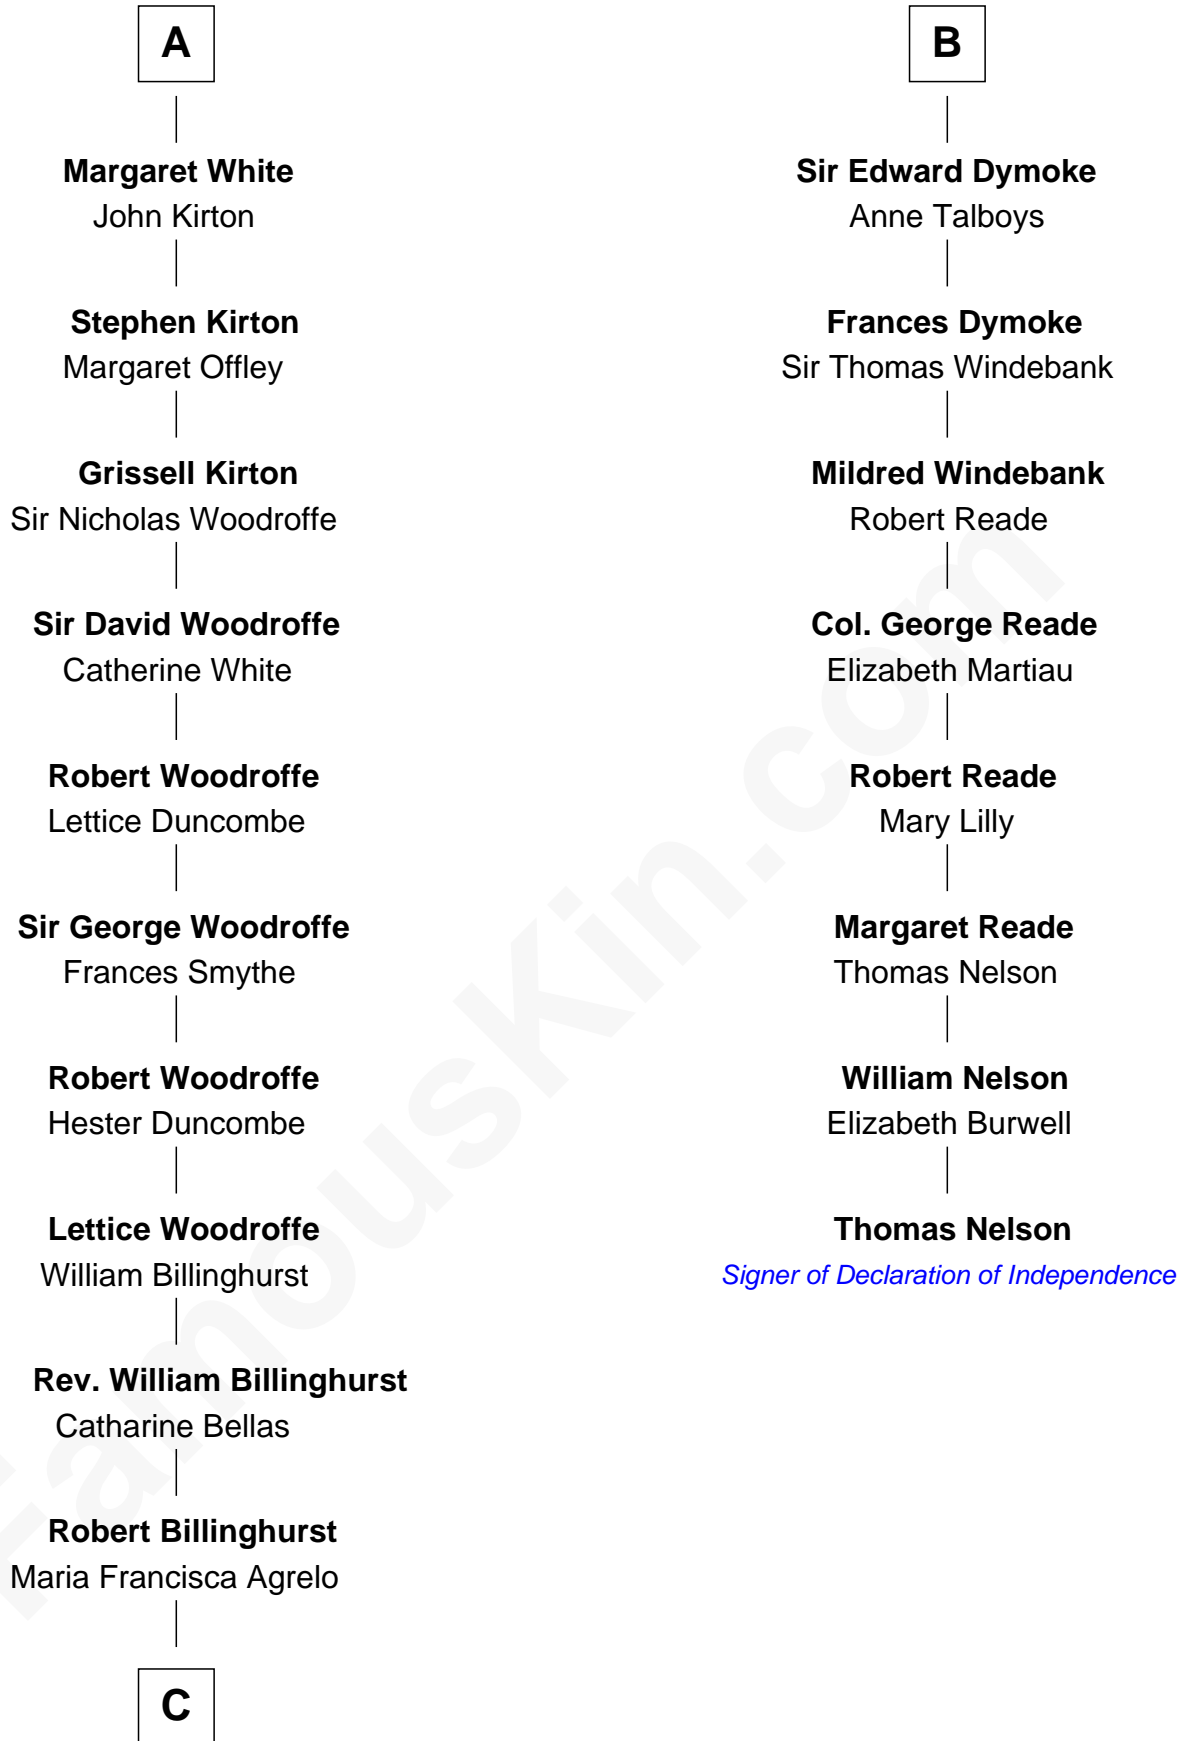 A
Margaret White
John Kirton
Stephen Kirton
Margaret Offley
Grissell Kirton
Sir Nicholas Woodroffe
Sir David Woodroffe
Catherine White
Robert Woodroffe
Lettice Duncombe
Sir George Woodroffe
Frances Smythe
Robert Woodroffe
Hester Duncombe
Lettice Woodroffe
William Billinghurst
Rev. William Billinghurst
Catharine Bellas
Robert Billinghurst
Maria Francisca Agrelo
C
B
Sir Edward Dymoke
Anne Talboys
Frances Dymoke
Sir Thomas Windebank
Mildred Windebank
Robert Reade
Col. George Reade
Elizabeth Martiau
Robert Reade
Mary Lilly
Margaret Reade
Thomas Nelson
William Nelson
Elizabeth Burwell
Thomas Nelson
Signer of Declaration of Independence
FamousKin.com